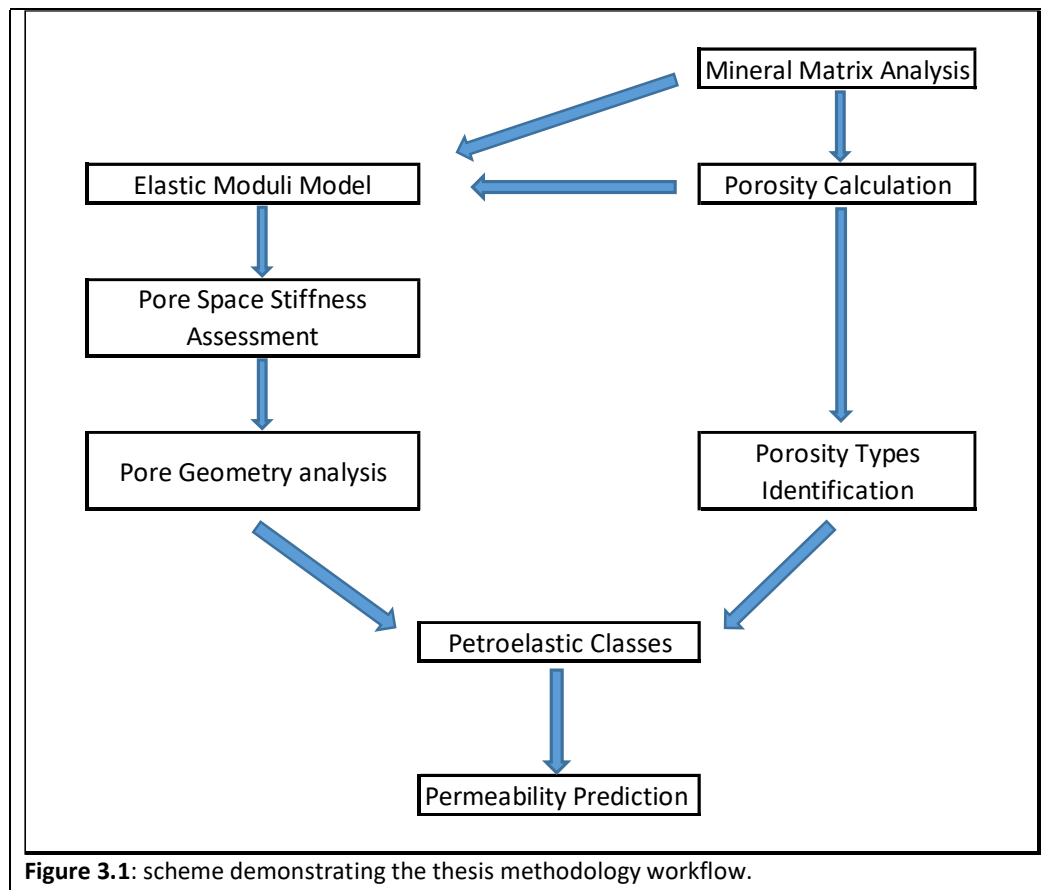 Mineral Matrix Analysis
Elastic Moduli Model
Porosity Calculation
Pore Space Stiffness
Assessment
Pore Geometry analysis
Porosity Types
Identification
Petroelastic Classes
Permeability Prediction
Figure 3.1: scheme demonstrating the thesis methodology workflow.